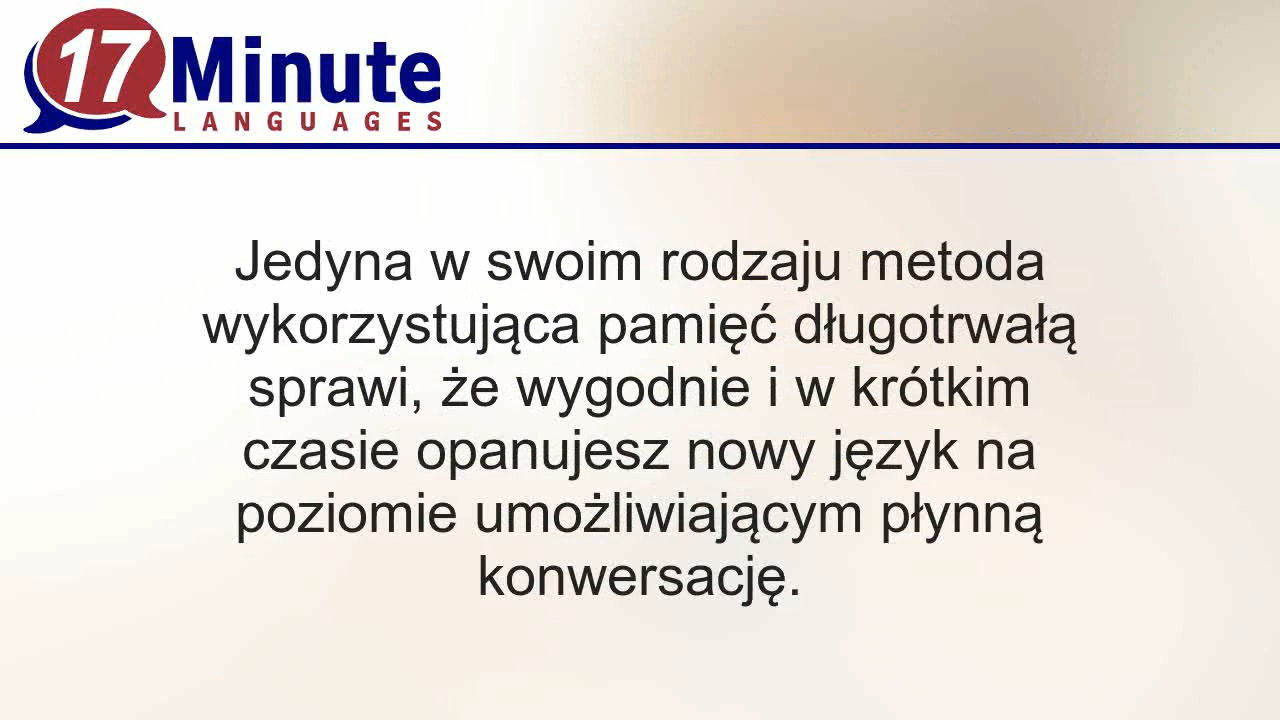 17 Minute
LANGUAGES
Jedyna w swoim rodzaju metoda
wykorzystująca pamięć długotrwałą
sprawi, że wygodnie i w krótkim
czasie opanujesz nowy język na
poziomie umożliwiającym płynną
konwersację.